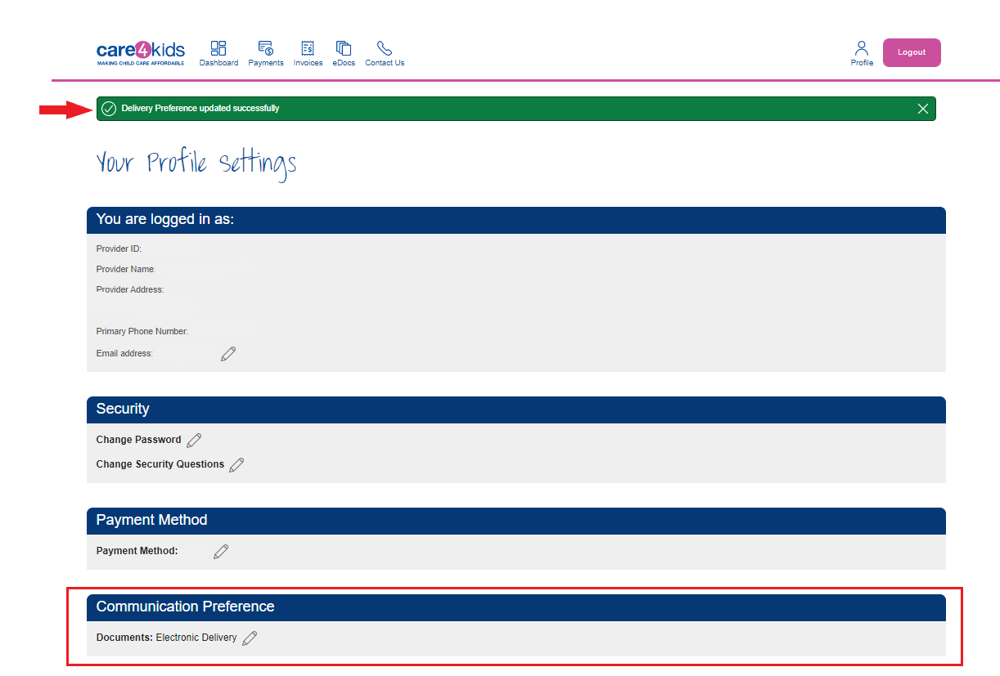 care4kids
MAKING CHILD CARE AFFORDABLE
Dashboard
Payments
Invoices
eDocs
Contact Us
Profile
Logout
Delivery Preference updated successfully
Your Profile Settings
You are logged in as:
Provider ID:
Provider Name:
Provider Address:
Primary Phone Number:
Email address:
Security
Change Password
Change Security Questions
Payment Method
Payment Method:
Communication Preference
Documents: Electronic Delivery